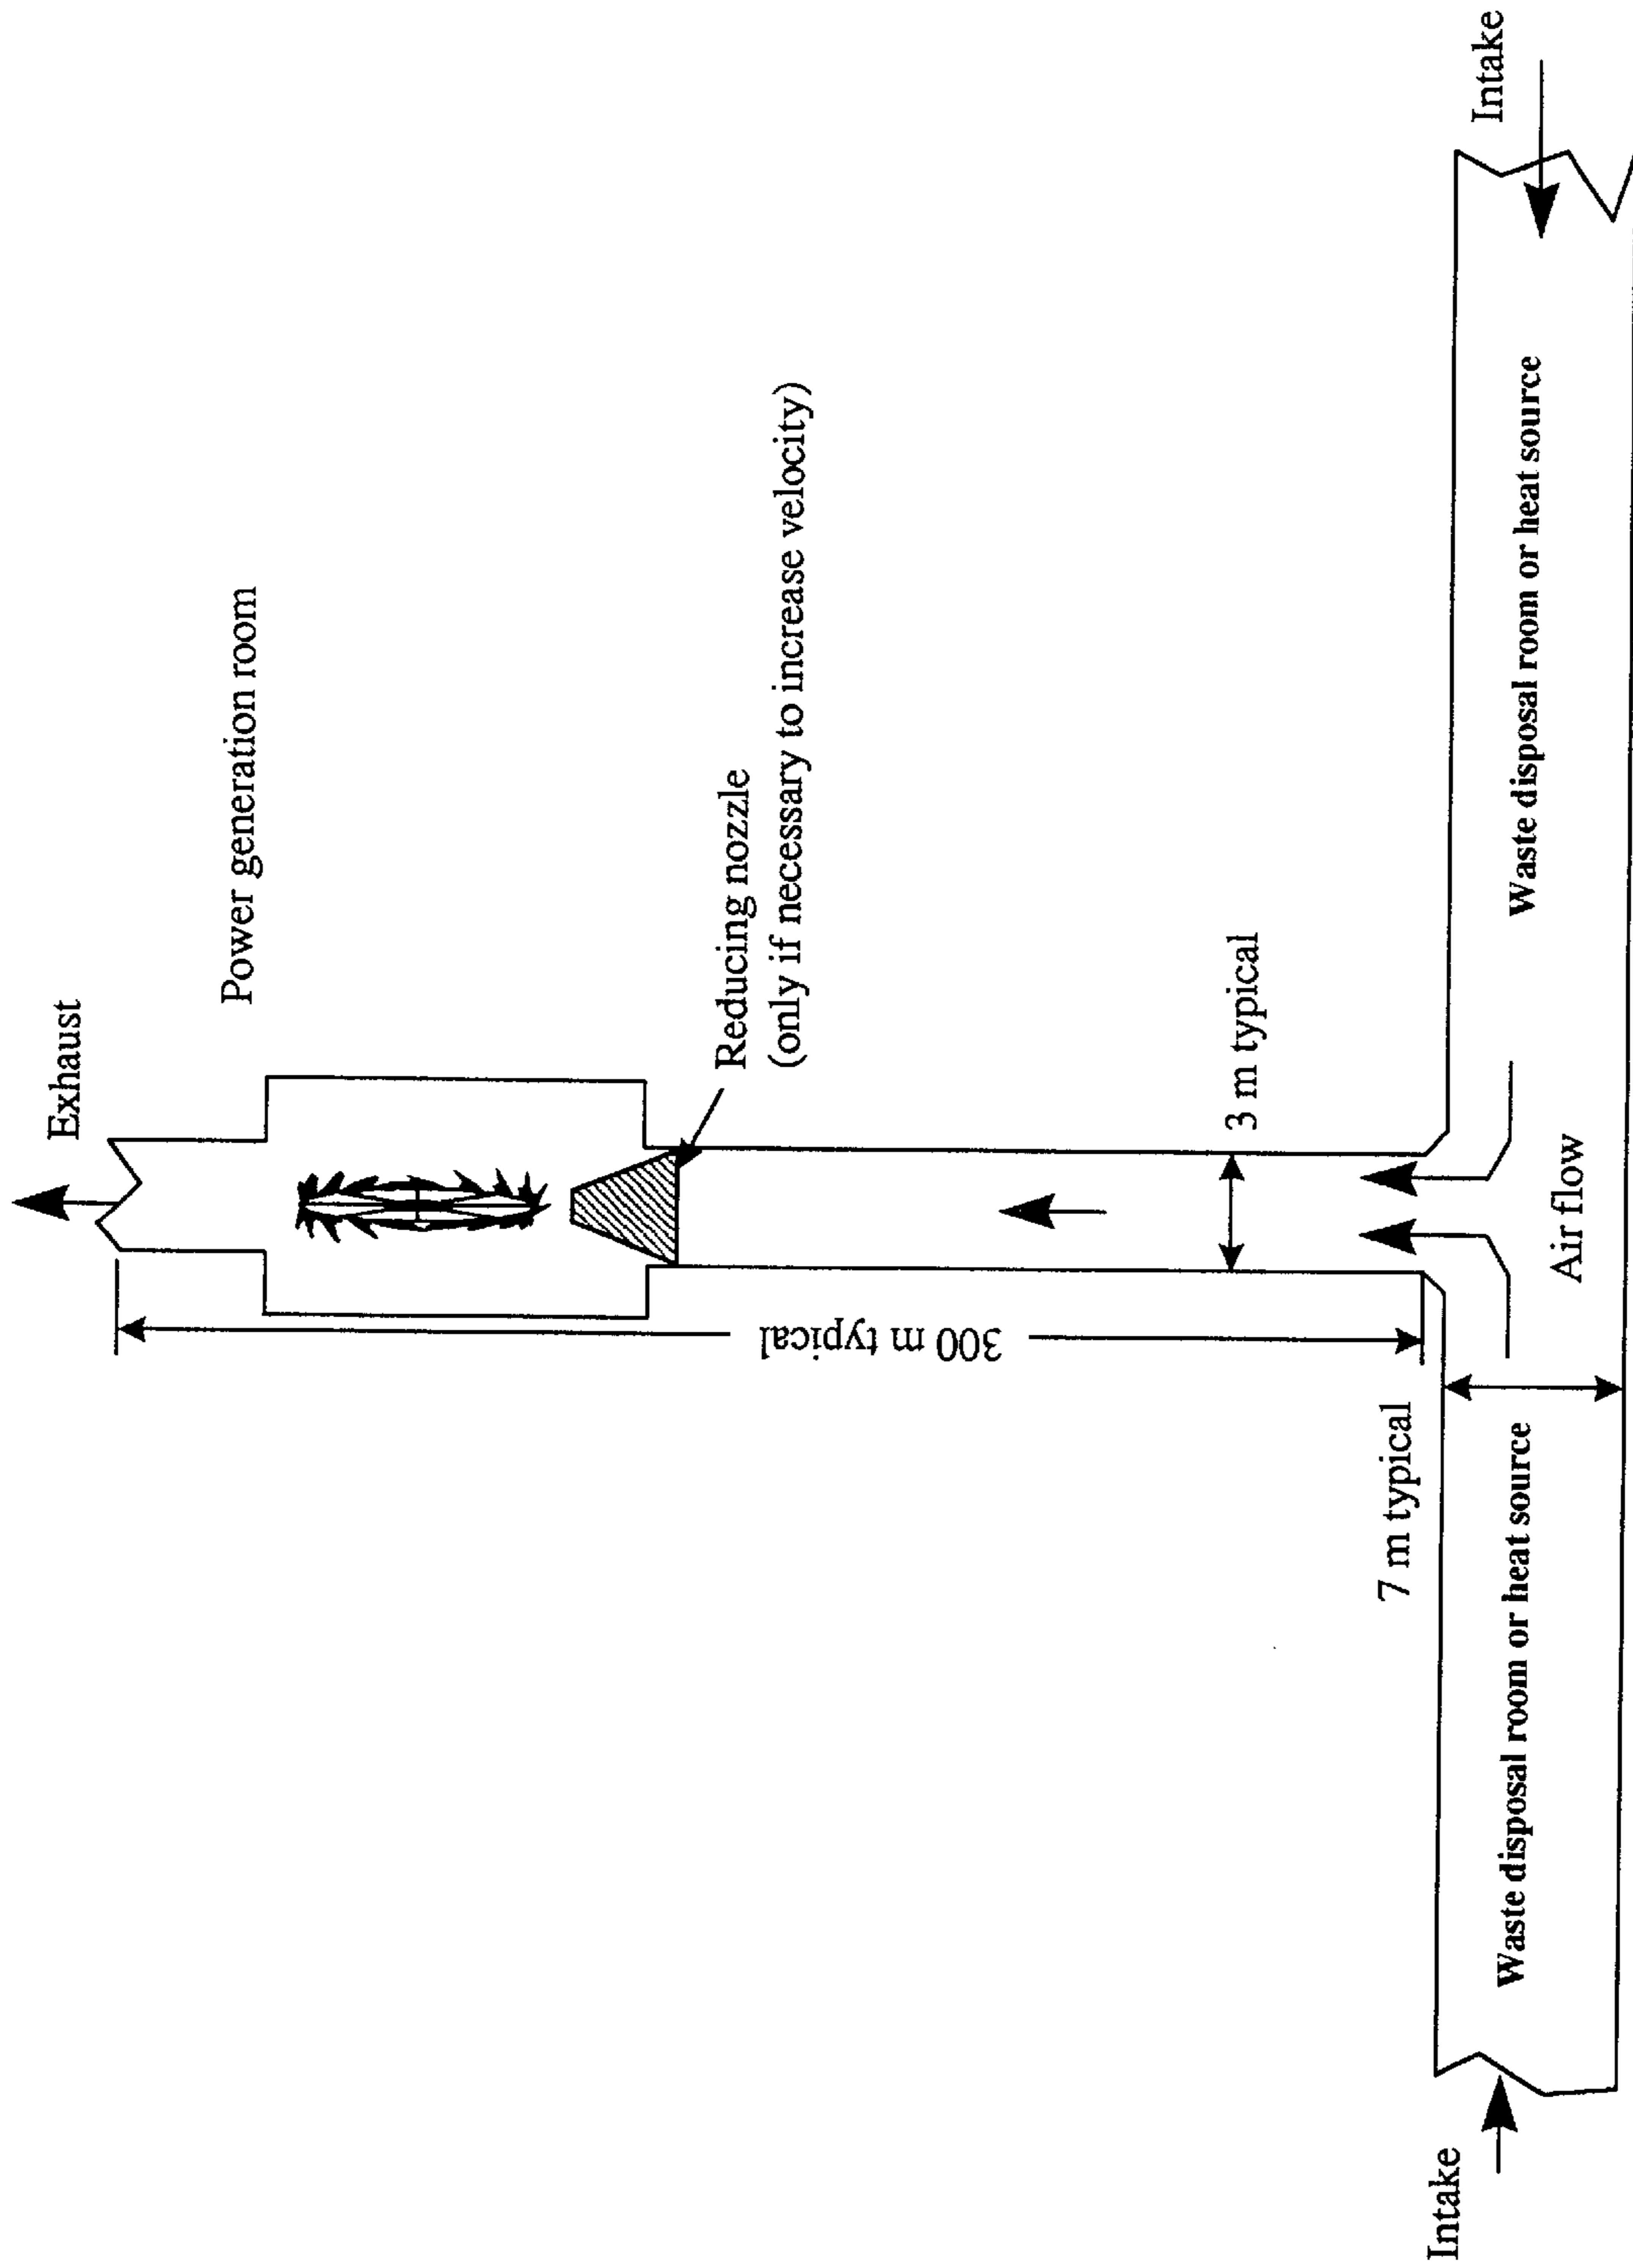 Exhaust
Power generation room
Reducing nozzle
(only if necessary to increase velocity)
300 m typical
3 m typical
7 m typical
Intake
Waste disposal room or heat source
Air flow
Waste disposal room or heat source
Intake